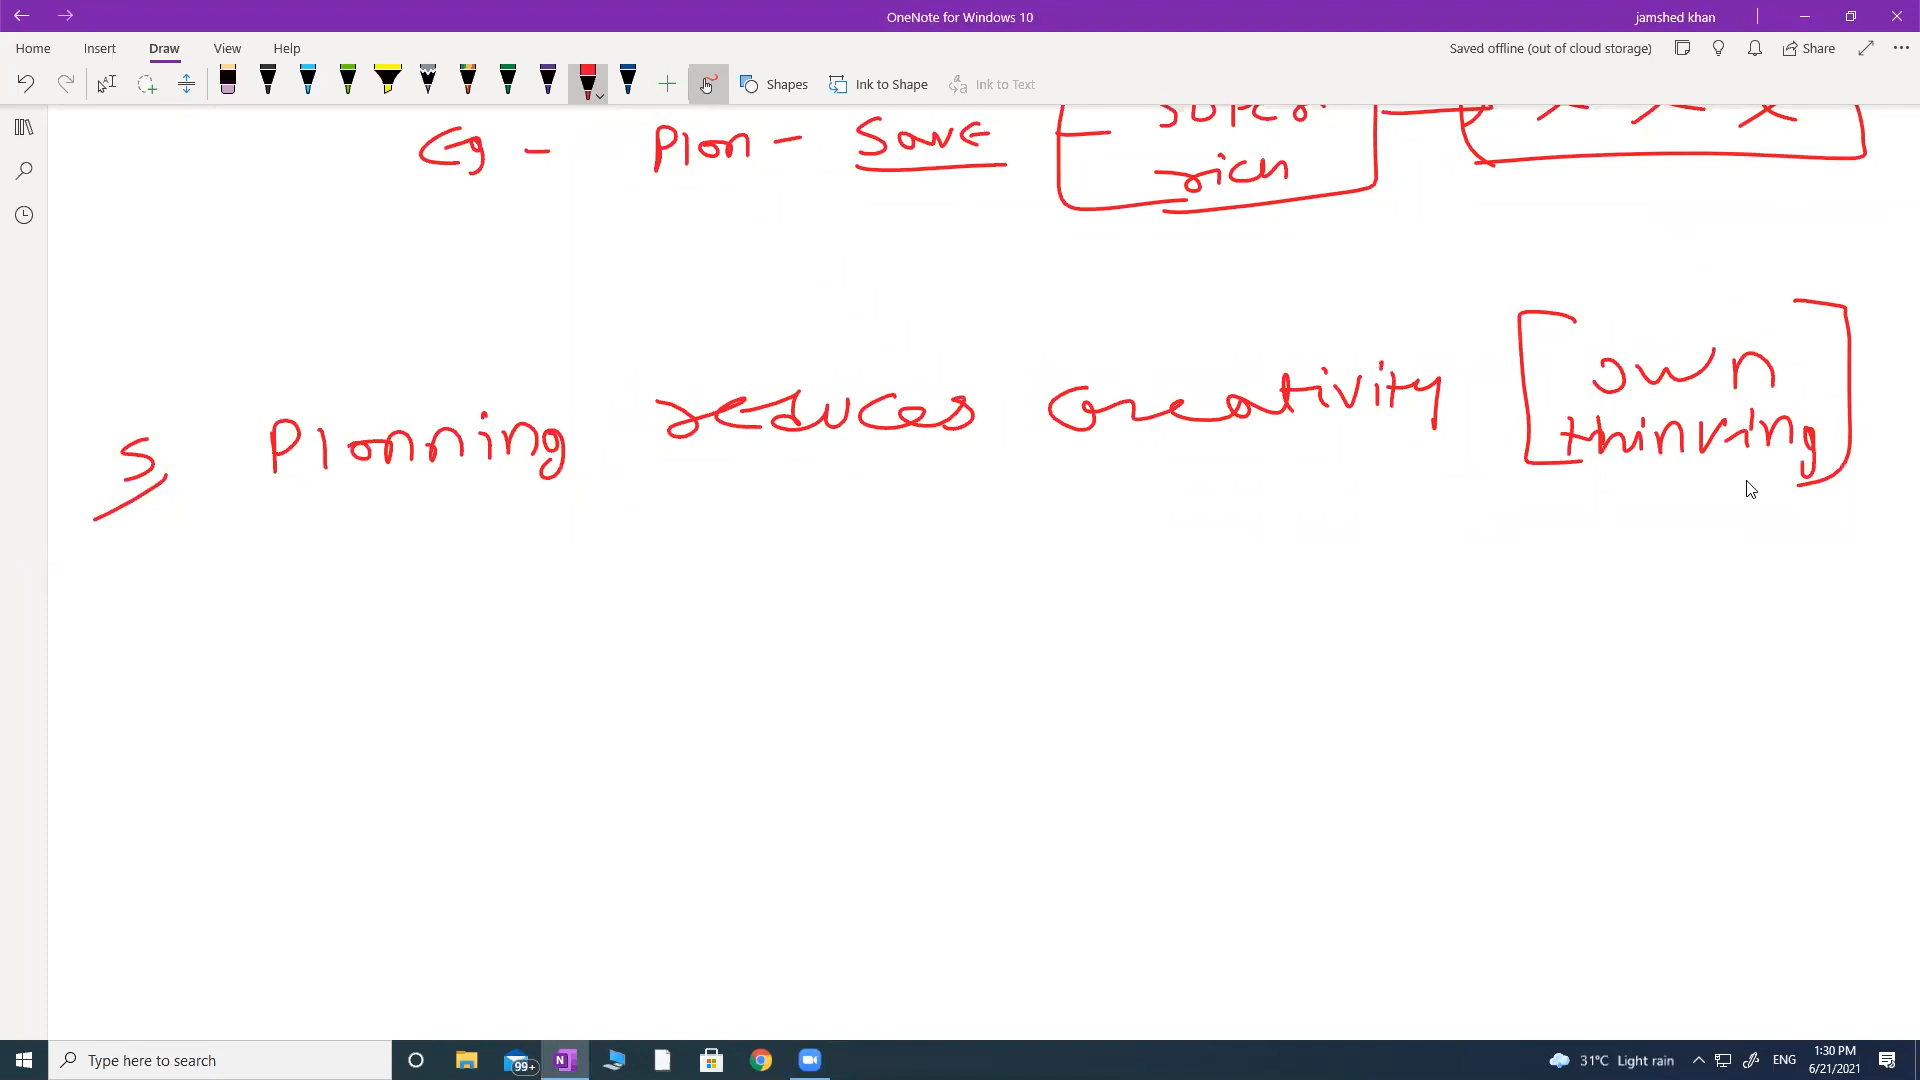 OneNote for Windows 10
jamshed khan
Home Insert Draw View Help
Saved offline (out of cloud storage)
Share
Shapes
Ink to Shape
Ink to Text
Eg - Plan - Save
rich
5 Planning reduces creativity
own
thinking
Type here to search
99+
31°C Light rain
ENG
1:30 PM
6/21/2021